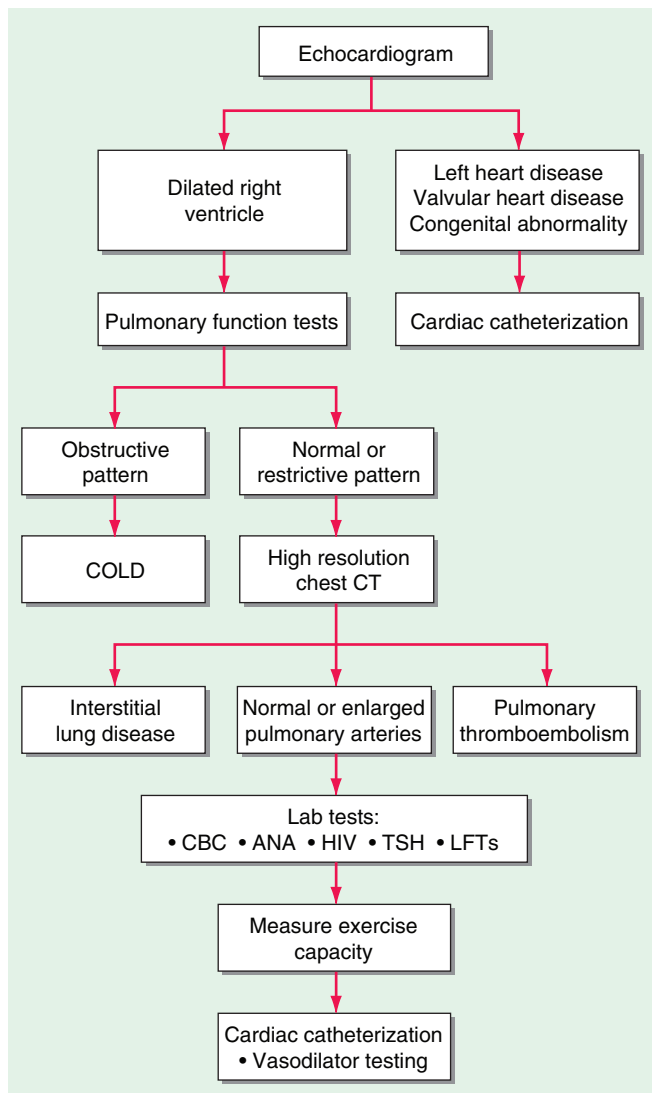 Echocardiogram
Dilated right
ventricle
Left heart disease
Valvular heart disease
Congenital abnormality
Pulmonary function tests
Cardiac catheterization
Obstructive
pattern
Normal or
restrictive pattern
COLD
High resolution
chest CT
Interstitial
lung disease
Normal or enlarged
pulmonary arteries
Pulmonary
thromboembolism
Lab tests:
• CBC • ANA • HIV • TSH • LFTs
Measure exercise
capacity
Cardiac catheterization
• Vasodilator testing